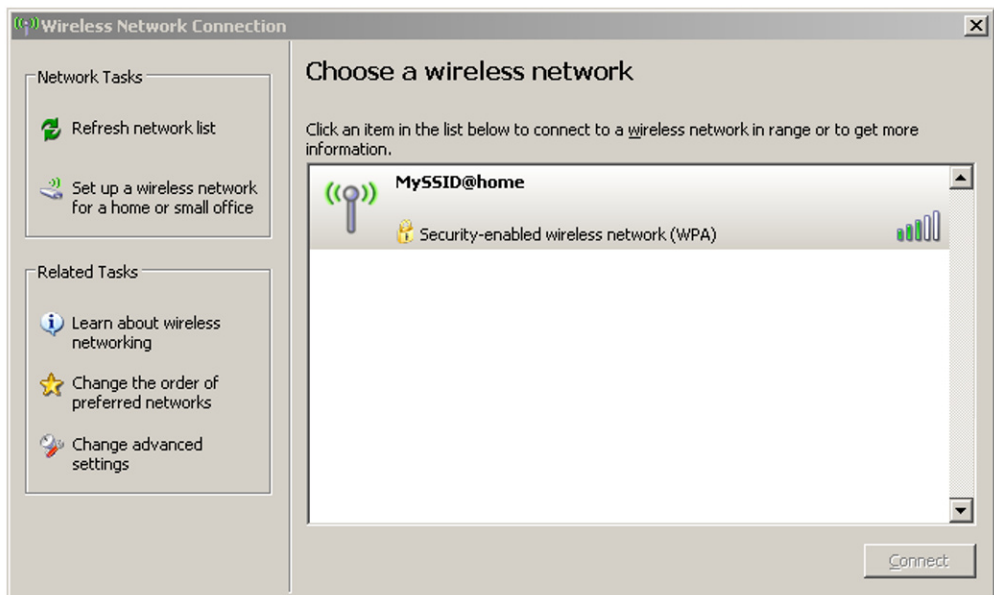 Wireless Network Connection
Network Tasks
Refresh network list
Set up a wireless network
for a home or small office
Related Tasks
Learn about wireless
networking
Change the order of
preferred networks
Change advanced
settings
Choose a wireless network
Click an item in the list below to connect to a wireless network in range or to get more
information.
MySSID@home
Security-enabled wireless network (WPA)
Connect